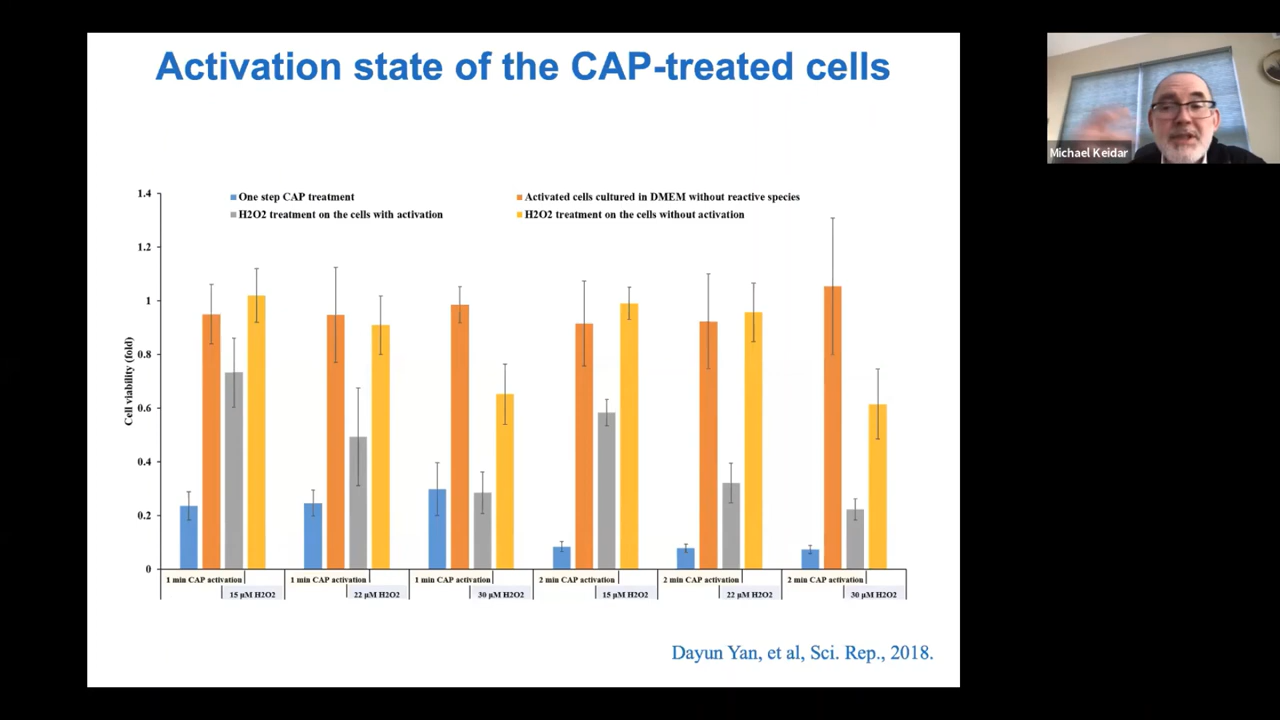 Activation state of the CAP-treated cells
Michael Keidar
1.4
1.2
1
0.8
0.6
0.4
0.2
0
Cell viability (fold)
One step CAP treatment
Activated cells cultured in DMEM without reactive species
H2O2 treatment on the cells with activation
H2O2 treatment on the cells without activation
1 min CAP activation 1 min CAP activation 1 min CAP activation 2 min CAP activation 2 min CAP activation 2 min CAP activation
15 µM H2O2 22 µM H2O2 30 µM H2O2 15 µM H2O2 22 µM H2O2 30 µM H2O2
Dayun Yan, et al, Sci. Rep., 2018.